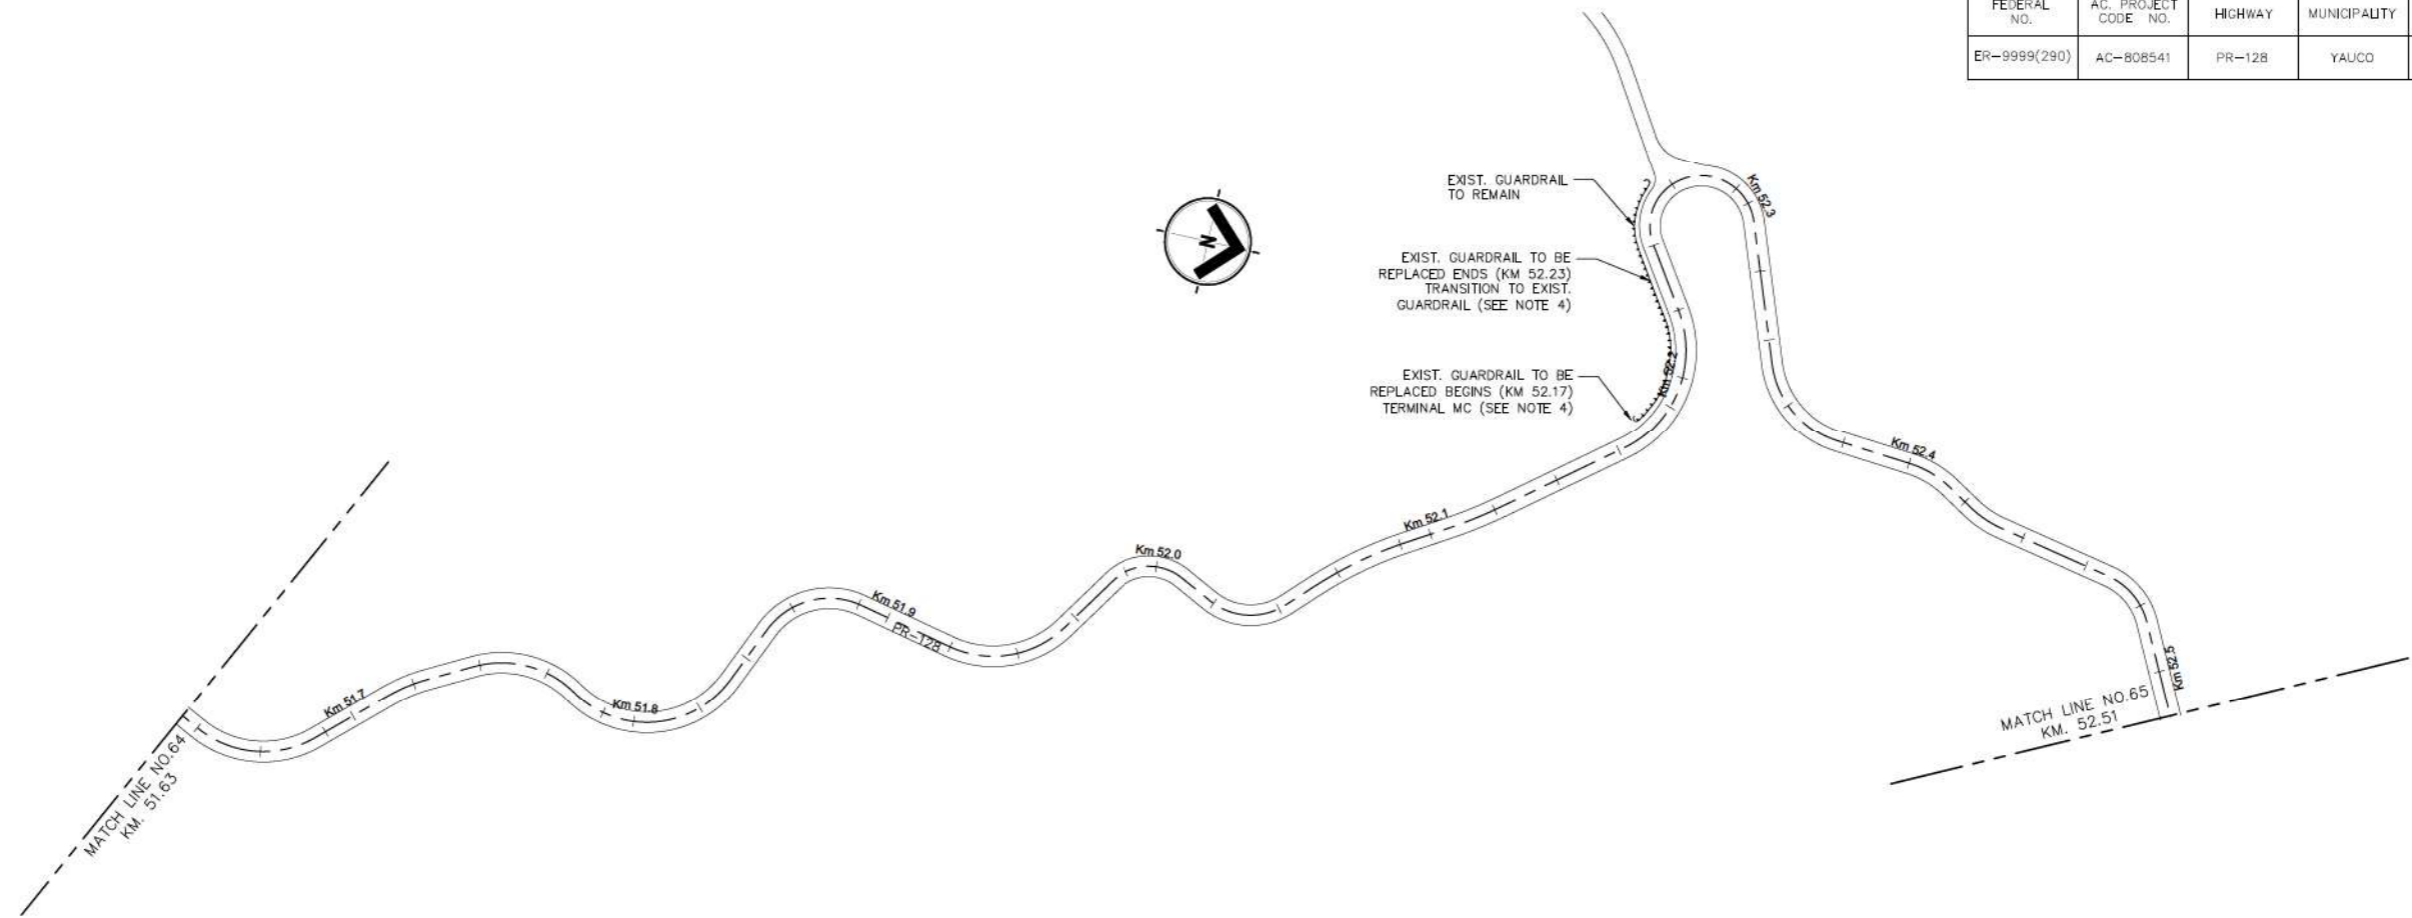 FEDERAL NO.
AC. PROJECT CODE NO.
HIGHWAY
MUNICIPALITY
ER-9999(290)
AC-808541
PR-128
YAUCO
EXIST. GUARDRAIL
TO REMAIN
EXIST. GUARDRAIL TO BE
REPLACED ENDS (KM 52.23)
TRANSITION TO EXIST.
GUARDRAIL (SEE NOTE 4)
EXIST. GUARDRAIL TO BE
REPLACED BEGINS (KM 52.17)
TERMINAL MC (SEE NOTE 4)
N
Km 52.3
Km 52.2
Km 52.4
Km 52.1
Km 52.0
Km 51.9
PR-128
Km 51.8
Km 51.7
Km 52.5
MATCH LINE NO.64
KM. 51.63
MATCH LINE NO.65
KM. 52.51